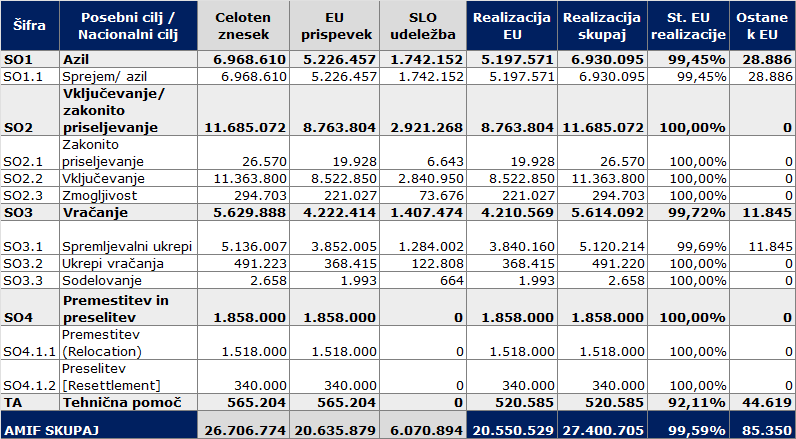 Šifra Posebni cilj / Nacionalni cilj Celoten znesek EU prispevek SLO udeležba Realizacija EU Realizacija skupaj St. EU realizacije Ostane k EU
SO1 Azil 6.968.610 5.226.457 1.742.152 5.197.571 6.930.095 99,45% 28.886
SO1.1 Sprejem/ azil 6.968.610 5.226.457 1.742.152 5.197.571 6.930.095 99,45% 28.886
SO2 Vključevanje/ zakonito priseljevanje 11.685.072 8.763.804 2.921.268 8.763.804 11.685.072 100,00% 0
SO2.1 Zakonito priseljevanje 26.570 19.928 6.643 19.928 26.570 100,00% 0
SO2.2 Vključevanje 11.363.800 8.522.850 2.840.950 8.522.850 11.363.800 100,00% 0
SO2.3 Zmogljivost 294.703 221.027 73.676 221.027 294.703 100,00% 0
SO3 Vračanje 5.629.888 4.222.414 1.407.474 4.210.569 5.614.092 99,72% 11.845
SO3.1 Spremljevalni ukrepi 5.136.007 3.852.005 1.284.002 3.840.160 5.120.214 99,69% 11.845
SO3.2 Ukrepi vračanja 491.223 368.415 122.808 368.415 491.220 100,00% 0
SO3.3 Sodelovanje 2.658 1.993 664 1.993 2.658 100,00% 0
SO4 Premestitev in preselitev 1.858.000 1.858.000 0 1.858.000 1.858.000 100,00% 0
SO4.1.1 Premestitev (Relocation) 1.518.000 1.518.000 0 1.518.000 1.518.000 100,00% 0
SO4.1.2 Preselitev [Resettlement] 340.000 340.000 0 340.000 340.000 100,00% 0
TA Tehnična pomoč 565.204 565.204 0 520.585 520.585 92,11% 44.619
AMIF SKUPAJ 26.706.774 20.635.879 6.070.894 20.550.529 27.400.705 99,59% 85.350